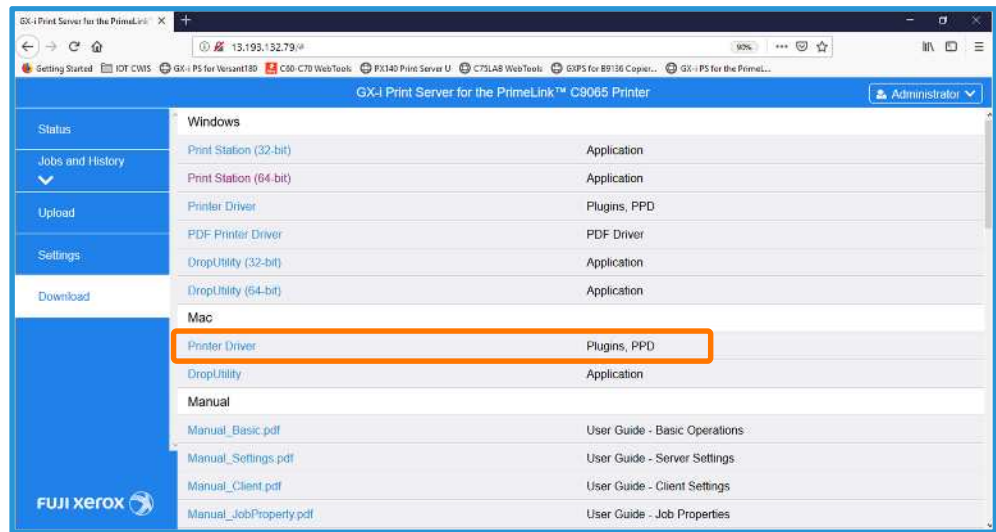 GX-i Print Server for the PrimeLink
13.193.152.79/#
90%
Getting Started IOT CWIS GX-i PS for Versant180 C60-C70 WebTools PX140 Print Server U C75LAB WebTools GXPS for B9136 Copier... GX-i PS for the PrimeL...
GX-i Print Server for the PrimeLink™ C9065 Printer
Administrator
Status
Jobs and History
Upload
Settings
Download
FUJI xerox
Windows
Print Station (32-bit) Application
Print Station (64-bit) Application
Printer Driver Plugins, PPD
PDF Printer Driver PDF Driver
DropUtility (32-bit) Application
DropUtility (64-bit) Application
Mac
Printer Driver Plugins, PPD
DropUtility Application
Manual
Manual_Basic.pdf User Guide - Basic Operations
Manual_Settings.pdf User Guide - Server Settings
Manual_Client.pdf User Guide - Client Settings
Manual_JobProperty.pdf User Guide - Job Properties